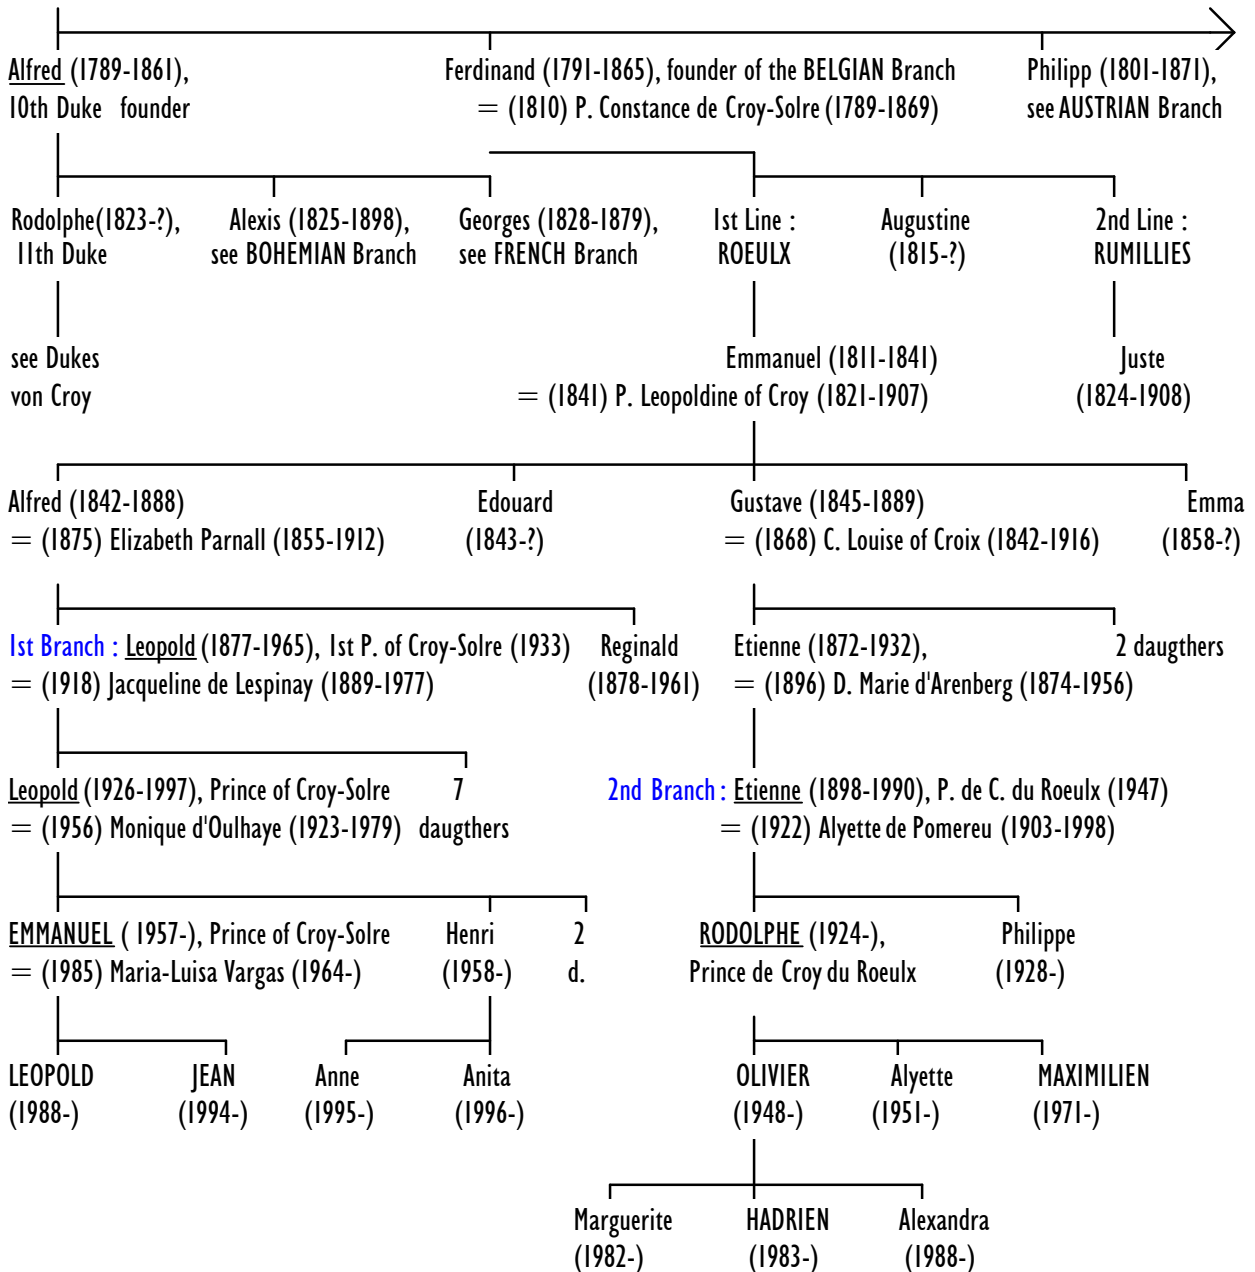 Alfred (1789-1861), Ferdinand (1791-1865), founder of the BELGIAN Branch Philipp (1801-1871),
10th Duke founder = (1810) P. Constance de Croy-Solre (1789-1869) see AUSTRIAN Branch
Rodolphe(1823-?), Alexis (1825-1898), Georges (1828-1879), 1st Line : Augustine 2nd Line :
11th Duke see BOHEMIAN Branch see FRENCH Branch ROEULX (1815-?) RUMILLIES
see Dukes Emmanuel (1811-1841) Juste
von Croy = (1841) P. Leopoldine of Croy (1821-1907) (1824-1908)
Alfred (1842-1888) Edouard Gustave (1845-1889) Emma
= (1875) Elizabeth Parnall (1855-1912) (1843-?) = (1868) C. Louise of Croix (1842-1916) (1858-?)
1st Branch : Leopold (1877-1965), 1st P. of Croy-Solre (1933) Reginald Etienne (1872-1932), 2 daugthers
= (1918) Jacqueline de Lespinay (1889-1977) (1878-1961) = (1896) D. Marie d'Arenberg (1874-1956)
Leopold (1926-1997), Prince of Croy-Solre 7 2nd Branch : Etienne (1898-1990), P. de C. du Roeulx (1947)
= (1956) Monique d'Oulhaye (1923-1979) daugthers = (1922) Alyette de Pomereu (1903-1998)
EMMANUEL ( 1957-), Prince of Croy-Solre Henri 2 RODOLPHE (1924-), Philippe
= (1985) Maria-Luisa Vargas (1964-) (1958-) d. Prince de Croy du Roeulx (1928-)
LEOPOLD JEAN Anne Anita OLIVIER Alyette MAXIMILIEN
(1988-) (1994-) (1995-) (1996-) (1948-) (1951-) (1971-)
Marguerite HADRIEN Alexandra
(1982-) (1983-) (1988-)